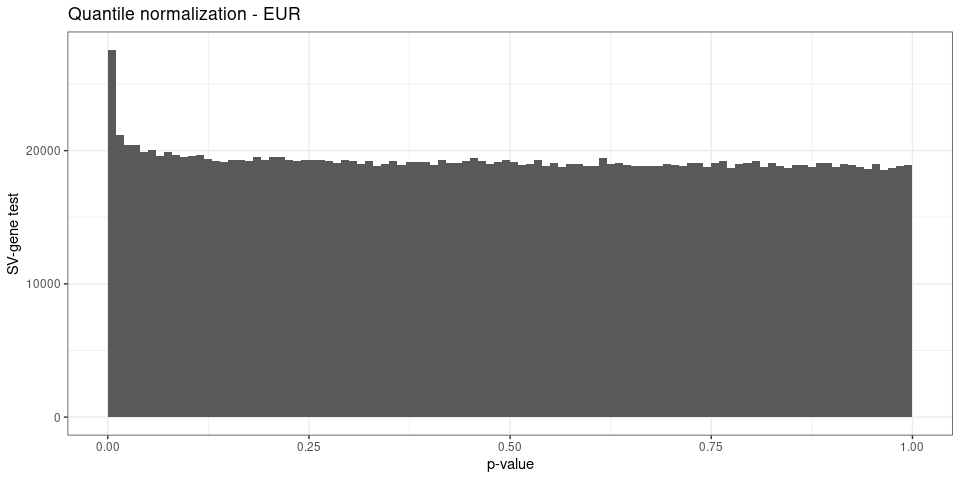 Quantile normalization - EUR
SV-gene test
20000
10000
0
0.00 0.25 0.50 0.75 1.00
p-value